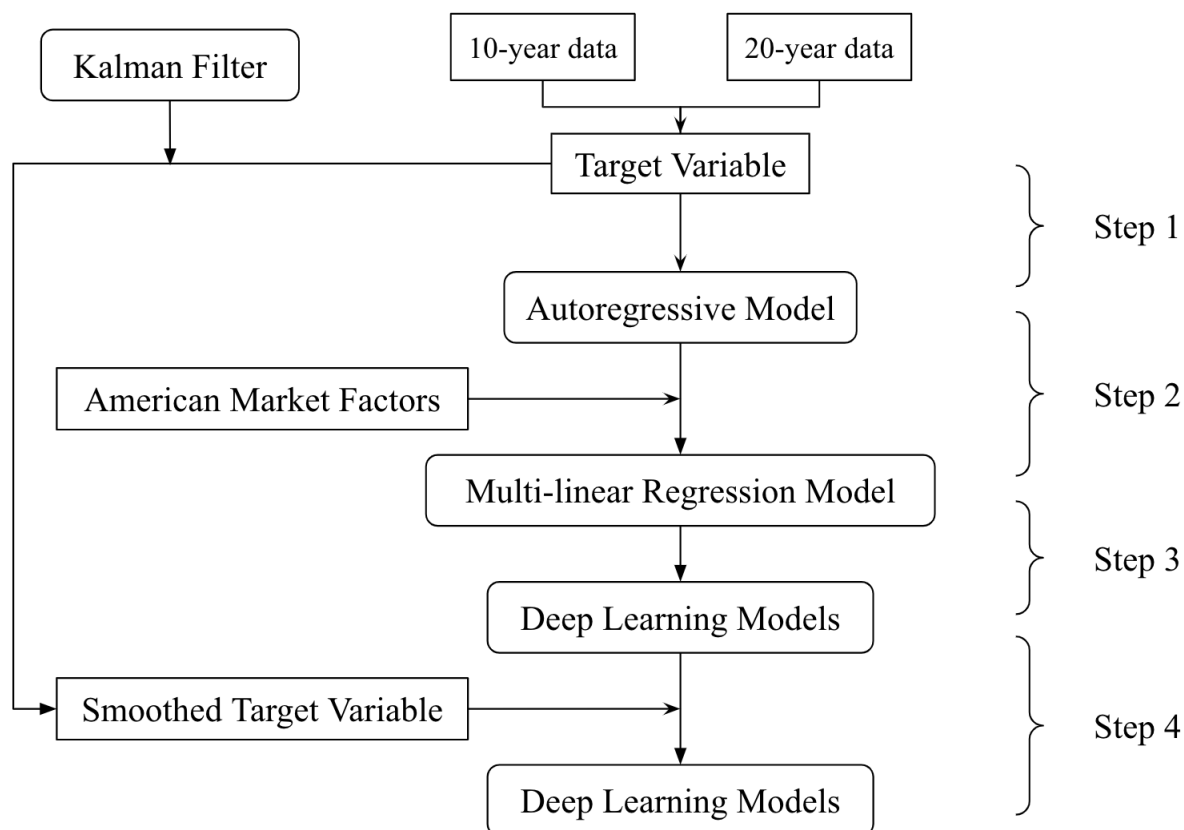 10-year data
20-year data
Kalman Filter
Target Variable
Step 1
Autoregressive Model
American Market Factors
Step 2
Multi-linear Regression Model
Step 3
Deep Learning Models
Smoothed Target Variable
Step 4
Deep Learning Models